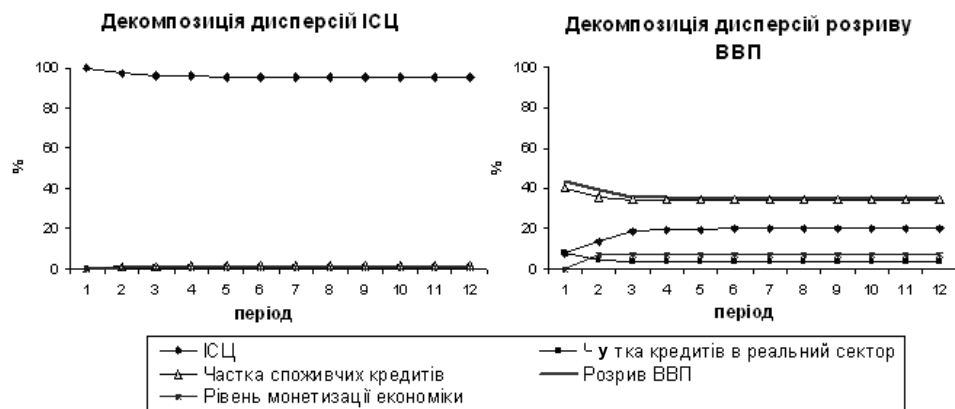 Декомпозиція дисперсій ІСЦ
Декомпозиція дисперсій розриву
ВВП
100
80
60
40
20
0
%
1 2 3 4 5 6 7 8 9 10 11 12
період
100
80
60
40
20
0
%
1 2 3 4 5 6 7 8 9 10 11 12
період
ІСЦ
тка кредитів в реальний сектор
Частка споживчих кредитів
Розрив ВВП
Рівень монетизації економіки